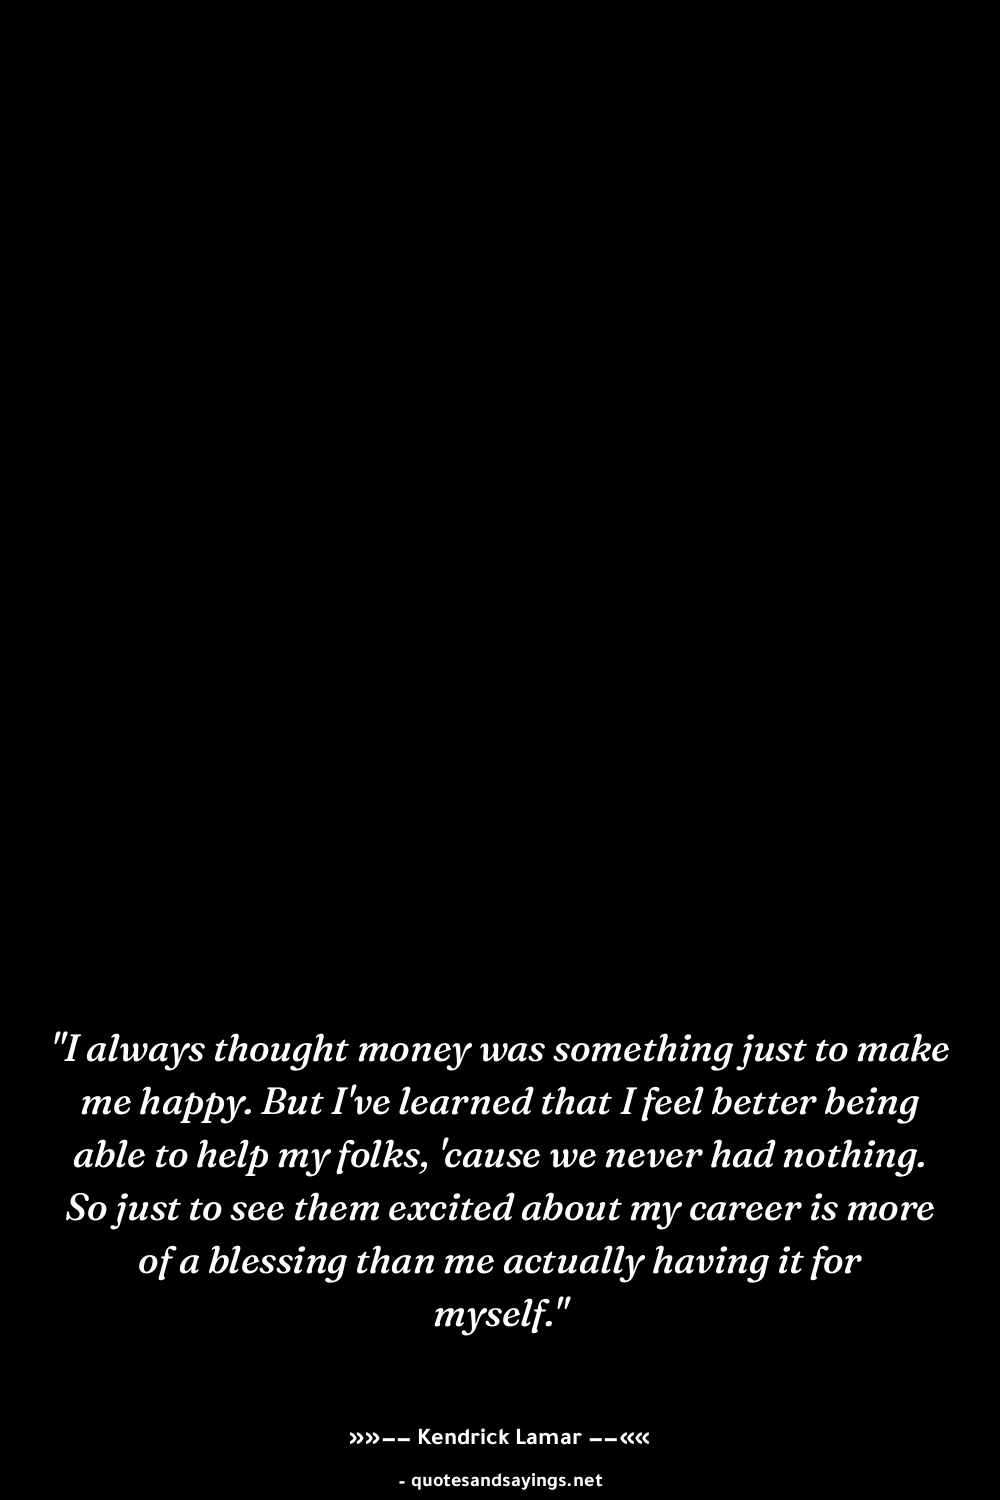 "I always thought money was something just to make
me happy. But I've learned that I feel better being
able to help my folks, 'cause we never had nothing.
So just to see them excited about my career is more
of a blessing than me actually having it for
myself."
»»–– Kendrick Lamar ––««
- quotesandsayings.net